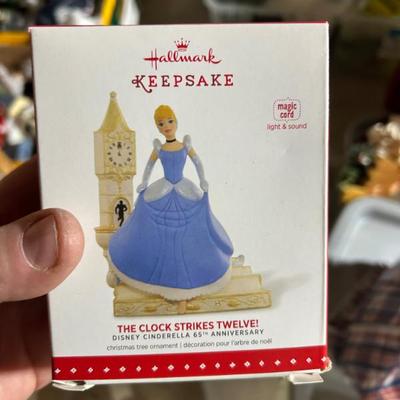 Hallmark
KEEPSAKE
magic
cord
light & sound
THE CLOCK STRIKES TWELVE!
DISNEY CINDERELLA 65TH ANNIVERSARY
christmas tree ornament | décoration pour l'arbre de noël